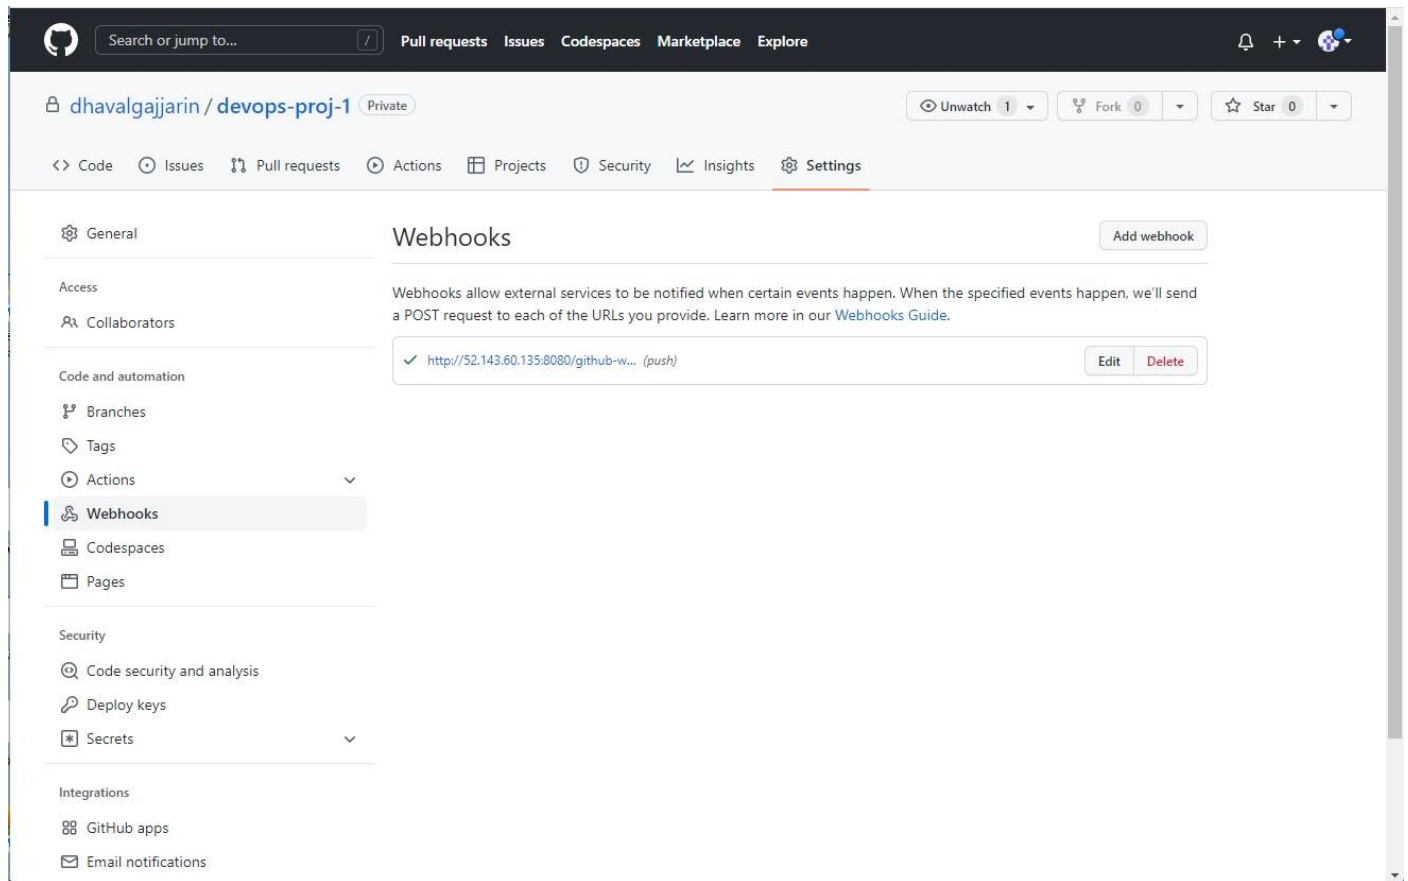 Search or jump to... /
Pull requests Issues Codespaces Marketplace Explore
dhavalgajjarin / devops-proj-1 Private
Unwatch 1 Fork 0 Star 0
Code Issues Pull requests Actions Projects Security Insights Settings
General
Access
Collaborators
Code and automation
Branches
Tags
Actions
Webhooks
Codespaces
Pages
Security
Code security and analysis
Deploy keys
Secrets
Integrations
GitHub apps
Email notifications
Webhooks
Add webhook
Webhooks allow external services to be notified when certain events happen. When the specified events happen, we'll send
a POST request to each of the URLs you provide. Learn more in our Webhooks Guide.
http://52.143.60.135:8080/github-w... (push)
Edit Delete